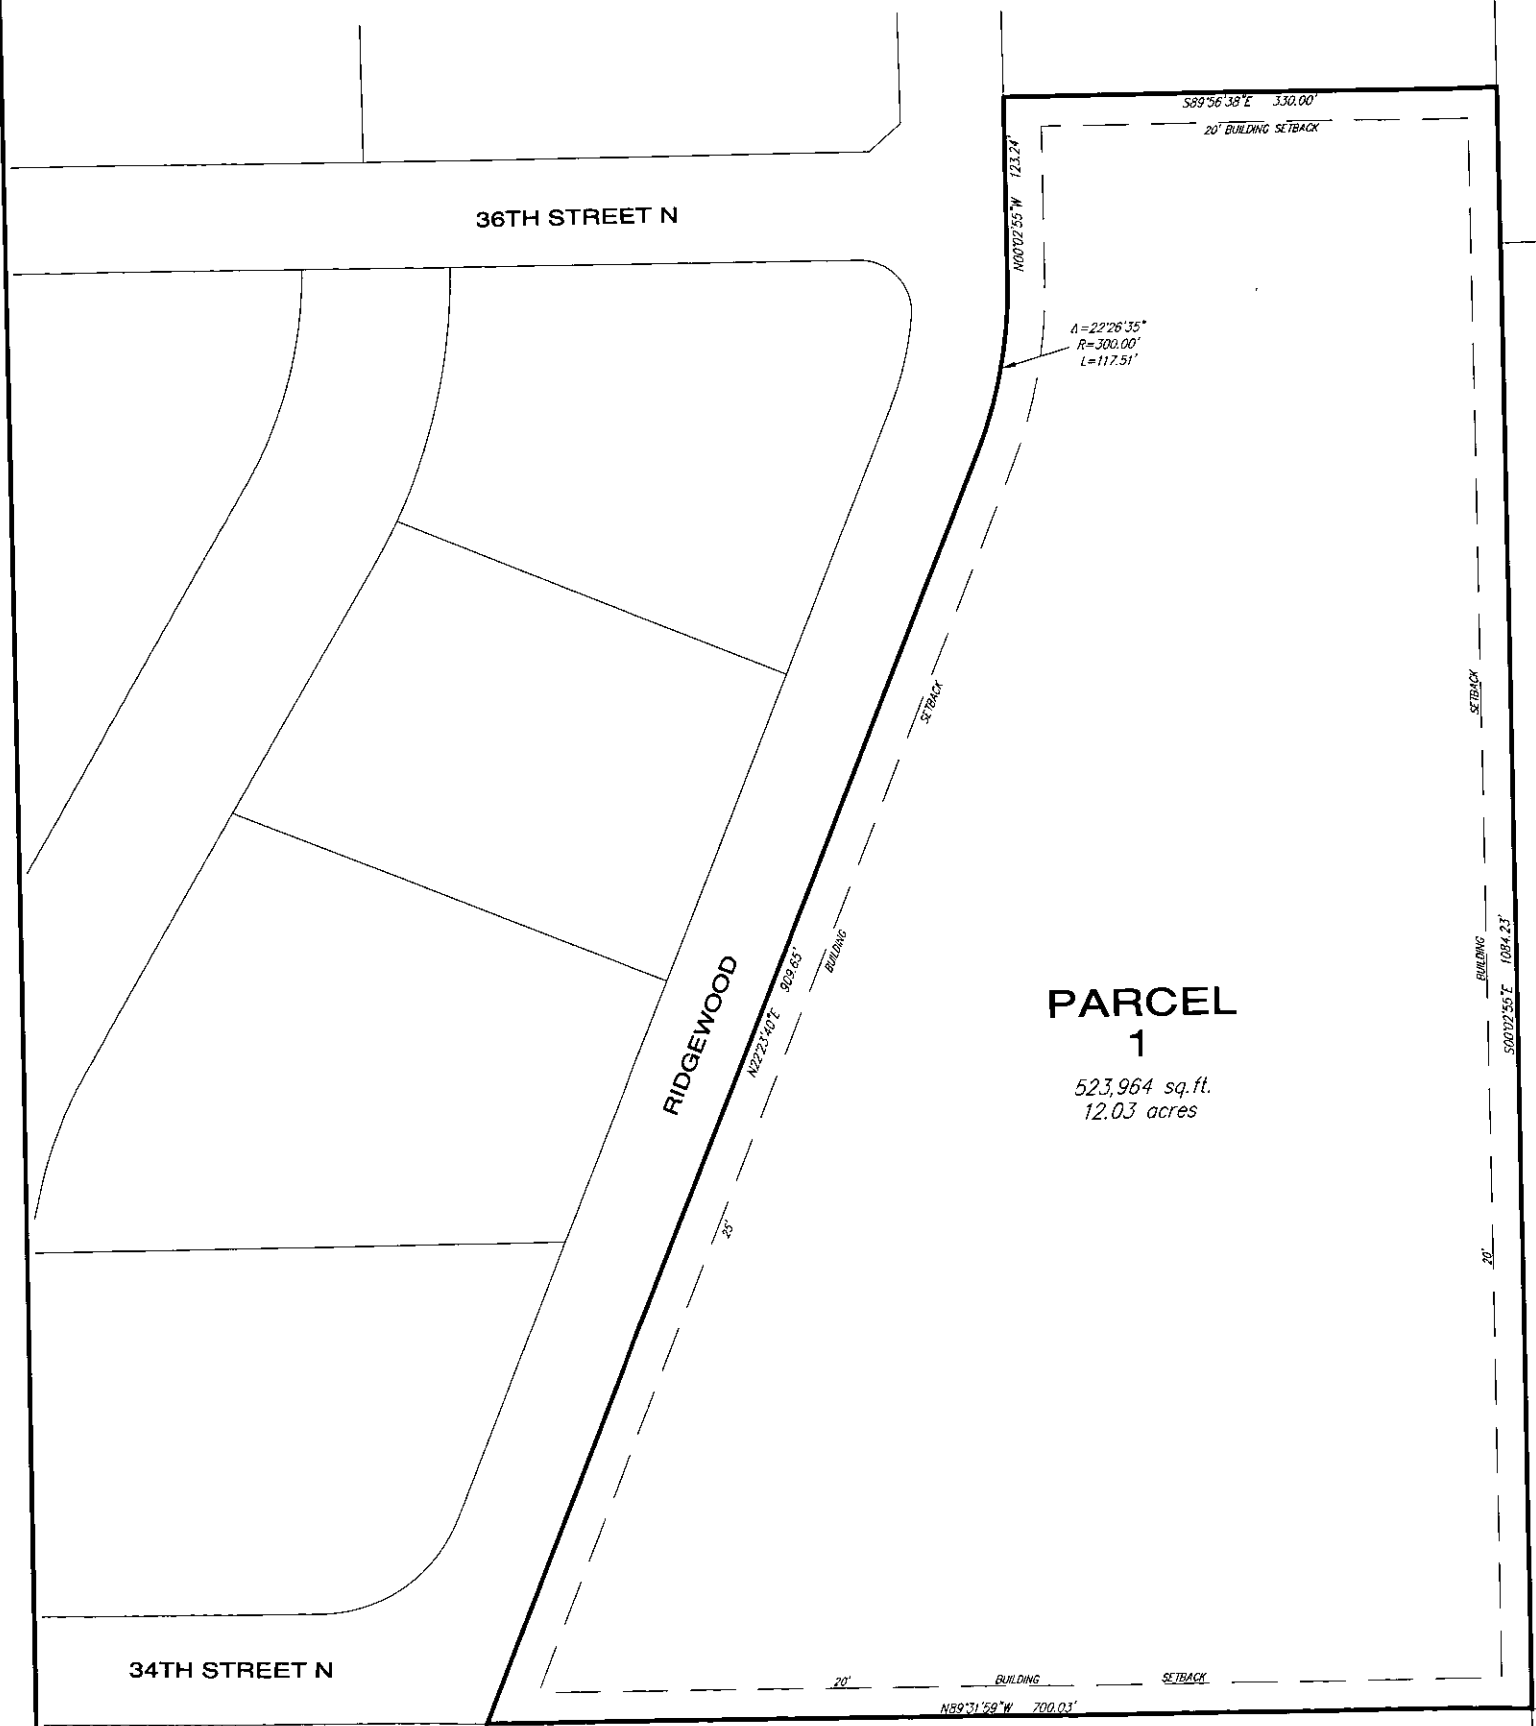 S89°56'38"E 330.00'
20' BUILDING SETBACK
N00°02'55"W 123.24'
36TH STREET N
Δ=22°26'35"
R=300.00'
L=117.51'
SETBACK
SETBACK
BUILDING
BUILDING
S00°02'55"E 1084.23'
RIDGEWOOD
N22°23'40"E 909.65'
PARCEL
1
523,964 sq.ft.
12.03 acres
25'
20'
34TH STREET N
20' BUILDING SETBACK
N89°31'59"W 700.03'